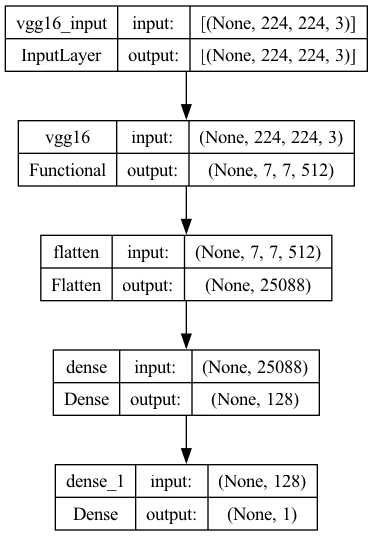 vgg16_input input: [(None, 224, 224, 3)]
InputLayer output: [(None, 224, 224, 3)]
vgg16 input: (None, 224, 224, 3)
Functional output: (None, 7, 7, 512)
flatten input: (None, 7, 7, 512)
Flatten output: (None, 25088)
dense input: (None, 25088)
Dense output: (None, 128)
dense_1 input: (None, 128)
Dense output: (None, 1)